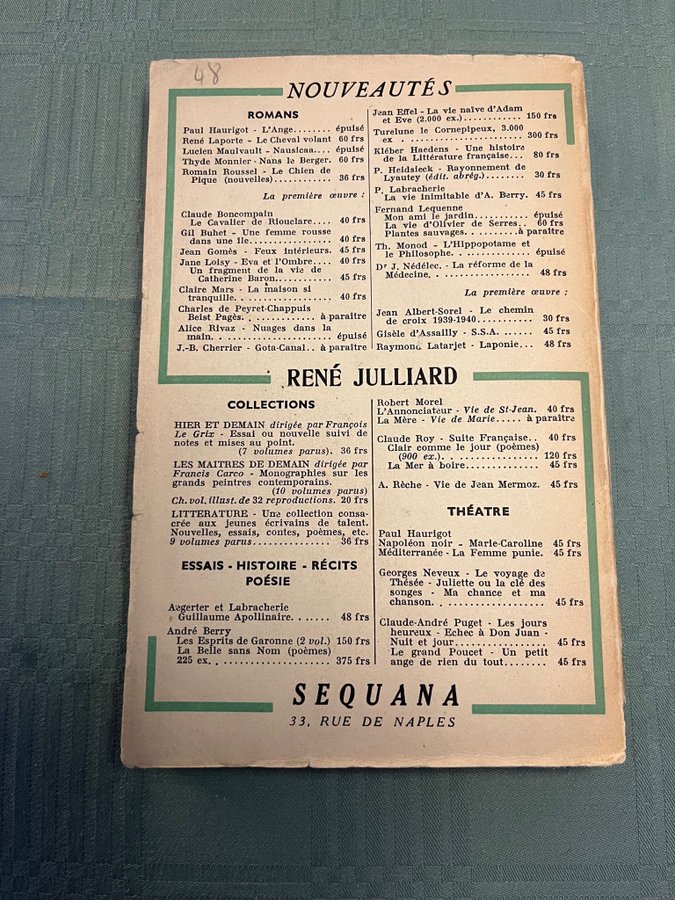 48
NOUVEAUTÉS
ROMANS
Paul Haurigot - L'Ange........ épuisé
René Laporte - Le Cheval volant 60 frs
Lucien Maulvault - Nausicaa.... épuisé
Thyde Monnier - Nans le Berger. 60 frs
Romain Roussel - Le Chien de
Pique (nouvelles)............. 36 frs
La première œuvre :
Claude Boncompain
Le Cavalier de Riouclare.... 40 frs
Gil Buhet - Une femme rousse
dans une île................. 40 frs
Jean Gomès - Feux intérieurs. 45 frs
Jane Loisy - Eva et l'Ombre.... 40 frs
Un fragment de la vie de
Catherine Baron........... 45 frs
Claire Mars - La maison si
tranquille. ................... 40 frs
Charles de Peyret-Chappuis
Belst Pagès. ........... à paraître
Alice Rivaz - Nuages dans la
main. ...................... épuisé
J.-B. Cherrier - Gota-Canal.. à paraître
Jean Effel - La vie naïve d'Adam
et Eve (2.000 ex.)............ 150 frs
Turelune le Cornepipeux, 3.000
ex. ........................ 300 frs
Kléber Haedens - Une histoire
de la Littérature française... 80 frs
P. Heidsieck - Rayonnement de
Lyautey (édit. abrég.)........ 30 frs
P. Labracherie
La vie inimitable d'A. Berry. 45 frs
Fernand Lequenne
Mon ami le jardin........... épuisé
La vie d'Olivier de Serres.. 60 frs
Plantes sauvages..........à paraître
Th. Monod - L'Hippopotame et
le Philosophe. .............. épuisé
Dr J. Nédélec. - La réforme de la
Médecine. ................... 48 frs
La première œuvre :
Jean Albert-Sorel - Le chemin
de croix 1939-1940........... 30 frs
Gisèle d'Assailly - S.S.A. ...... 45 frs
Raymond Latarjet - Laponie... 48 frs
RENÉ JULLIARD
COLLECTIONS
HIER ET DEMAIN dirigée par François
Le Grix - Essai ou nouvelle suivi de
notes et mises au point.
(7 volumes parus). 36 frs
LES MAITRES DE DEMAIN dirigée par
Francis Carco - Monographies sur les
grands peintres contemporains.
(10 volumes parus)
Ch. vol. illust. de 32 reproductions. 20 frs
LITTERATURE - Une collection consa-
crée aux jeunes écrivains de talent.
Nouvelles, essais, contes, poèmes, etc.
9 volumes parus............... 36 frs
ESSAIS - HISTOIRE - RÉCITS
POÉSIE
Aegerter et Labracherie
Guillaume Apollinaire. ...... 48 frs
André Berry
Les Esprits de Garonne (2 vol.) 150 frs
La Belle sans Nom (poèmes)
225 ex. ..................... 375 frs
Robert Morel
L'Annonciateur - Vie de St-Jean. 40 frs
La Mère - Vie de Marie..... à paraître
Claude Roy - Suite Française.. 40 frs
Clair comme le jour (poèmes)
(900 ex.).................. 120 frs
La Mer à boire.............. 45 frs
A. Rèche - Vie de Jean Mermoz. 45 frs
THÉATRE
Paul Haurigot
Napoléon noir - Marie-Caroline 45 frs
Méditerranée - La Femme punie. 45 frs
Georges Neveux - Le voyage de
Thésée - Juliette ou la clé des
songes - Ma chance et ma
chanson. .................... 45 frs
Claude-André Puget - Les jours
heureux - Echec à Don Juan -
Nuit et jour................. 45 frs
Le grand Poucet - Un petit
ange de rien du tout........ 45 frs
SEQUANA
33, RUE DE NAPLES